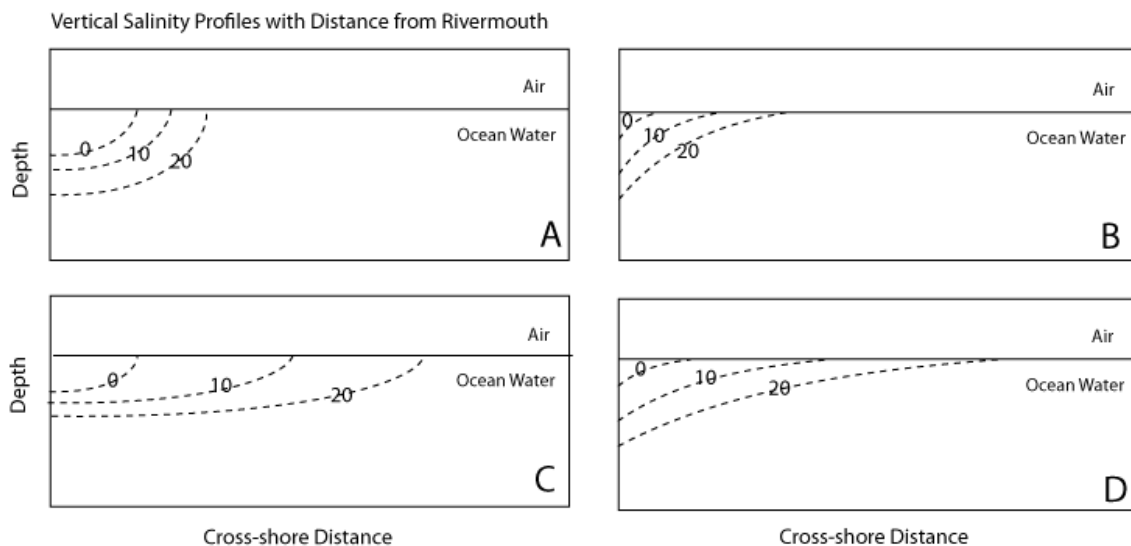 Vertical Salinity Profiles with Distance from Rivermouth
Air
Ocean Water
0
10
20
Depth
A
Air
Ocean Water
0
10
20
B
Air
Ocean Water
0
10
20
Depth
C
Air
Ocean Water
0
10
20
D
Cross-shore Distance
Cross-shore Distance